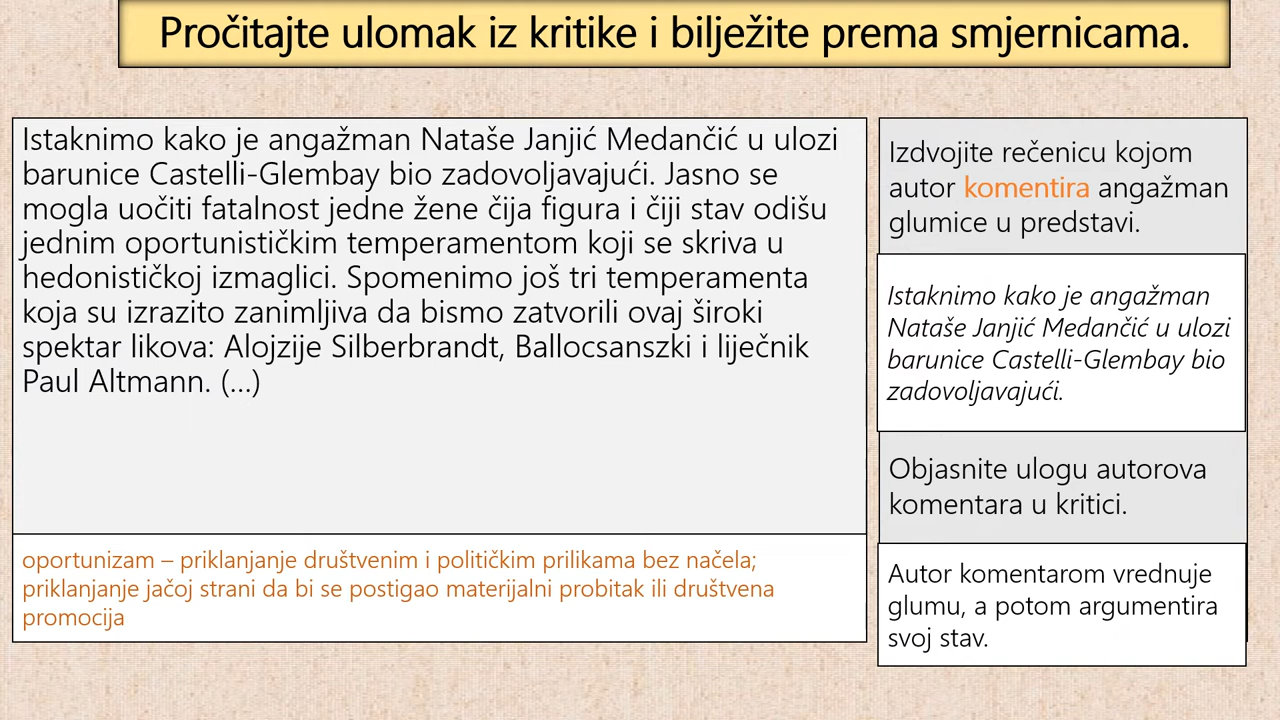 Pročitajte ulomak iz kritike i bilježite prema smjernicama.
Istaknimo kako je angažman Nataše Janjić Medančić u ulozi
barunice Castelli-Glembay bio zadovoljavajući. Jasno se
mogla uočiti fatalnost jedne žene čija figura i čiji stav odišu
jednim oportunističkim temperamentom koji se skriva u
hedonističkoj izmaglici. Spomenimo još tri temperamenta
koja su izrazito zanimljiva da bismo zatvorili ovaj široki
spektar likova: Alojzije Silberbrandt, Ballocsanszki i liječnik
Paul Altmann. (...)
oportunizam – priklanjanje društvenim i političkim prilikama bez načela;
priklanjanje jačoj strani da bi se postigao materijalni probitak ili društvena
promocija
Izdvojite rečenicu kojom
autor komentira angažman
glumice u predstavi.
Istaknimo kako je angažman
Nataše Janjić Medančić u ulozi
barunice Castelli-Glembay bio
zadovoljavajući.
Objasnite ulogu autorova
komentara u kritici.
Autor komentarom vrednuje
glumu, a potom argumentira
svoj stav.